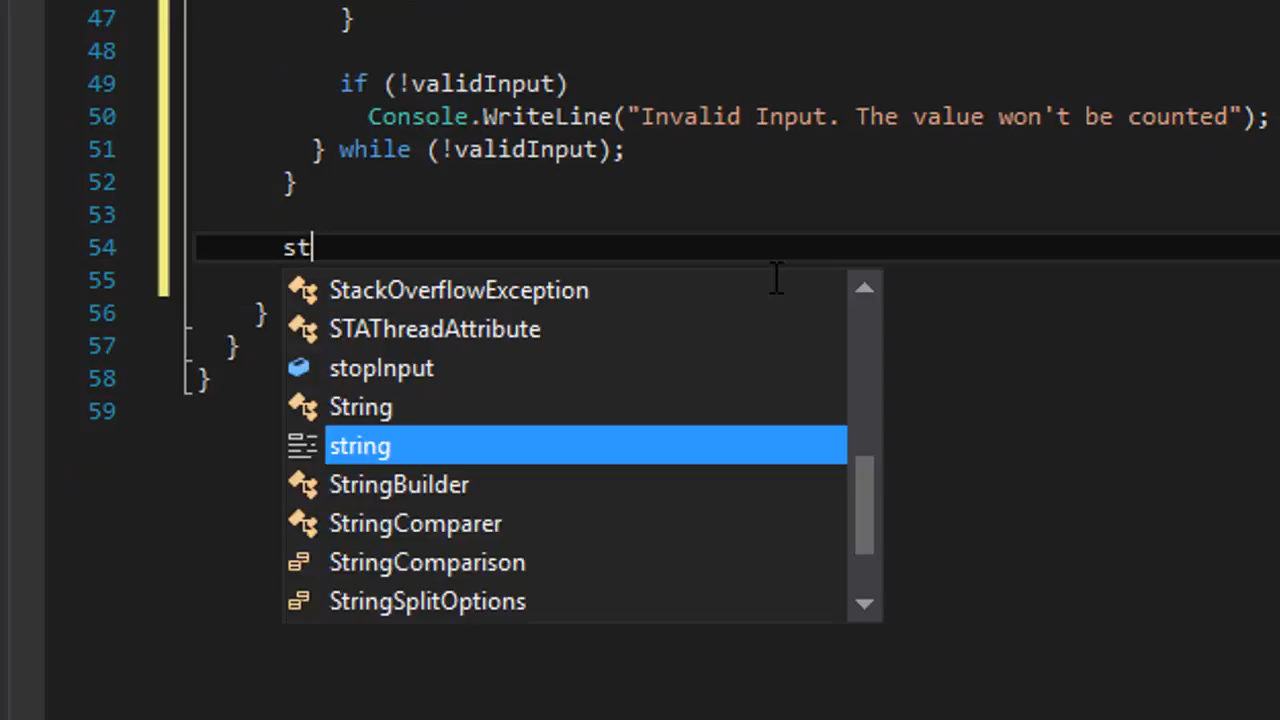 47 }
48
49 if (!validInput)
50 Console.WriteLine("Invalid Input. The value won't be counted");
51 } while (!validInput);
52 }
53
54 st
55
StackOverflowException
STAThreadAttribute
56 }
57 }
stopInput
58 }
String
59
string
StringBuilder
StringComparer
StringComparison
StringSplitOptions